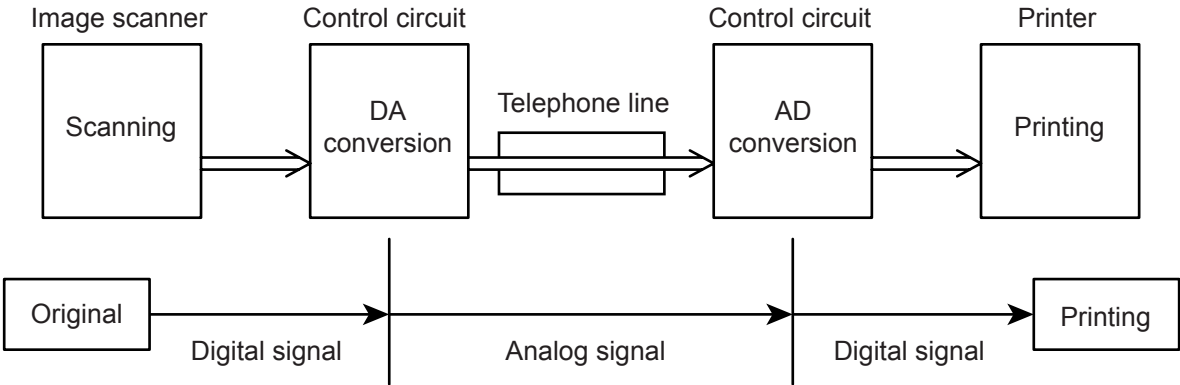 Image scanner
Control circuit
Control circuit
Printer
Scanning
DA
conversion
Telephone line
AD
conversion
Printing
Original
Digital signal
Analog signal
Digital signal
Printing